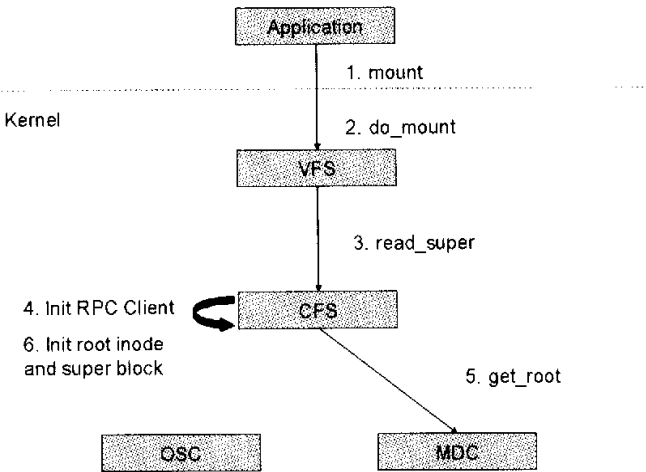 Application
1. mount
Kernel
2. do_mount
VFS
3. read_super
4. Init RPC Client
CFS
6. Init root inode
and super block
5. get_root
OSC
MDC